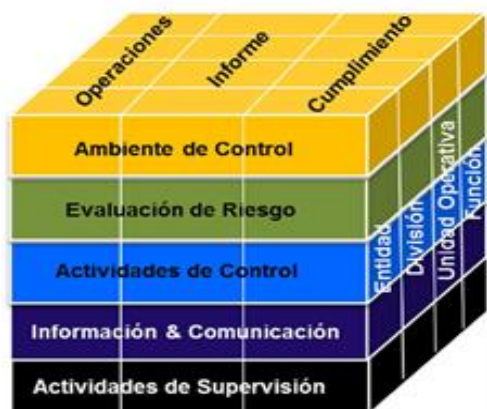 Operaciones
Informe
Cumplimiento
Ambiente de Control
Evaluación de Riesgo
Actividades de Control
Información & Comunicación
Actividades de Supervisión
Entidad
División
Unidad Operativa
Función